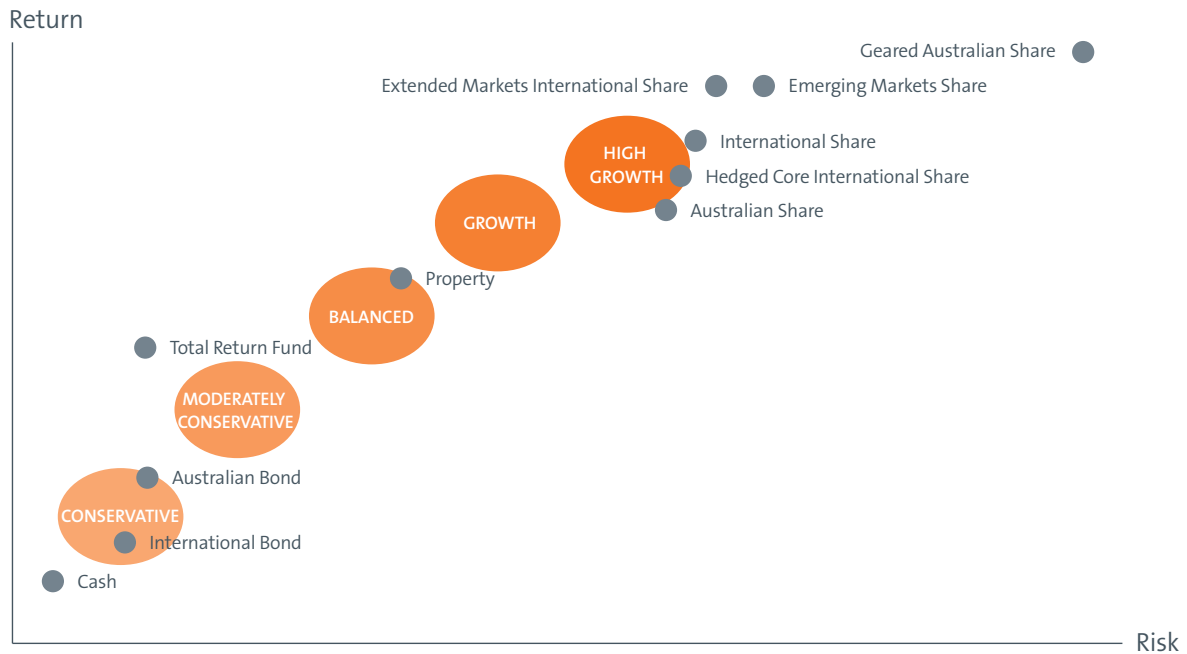 Return
Geared Australian Share
Extended Markets International Share
Emerging Markets Share
International Share
HIGH
GROWTH
Hedged Core International Share
Australian Share
GROWTH
Property
BALANCED
Total Return Fund
MODERATELY
CONSERVATIVE
Australian Bond
CONSERVATIVE
International Bond
Cash
Risk